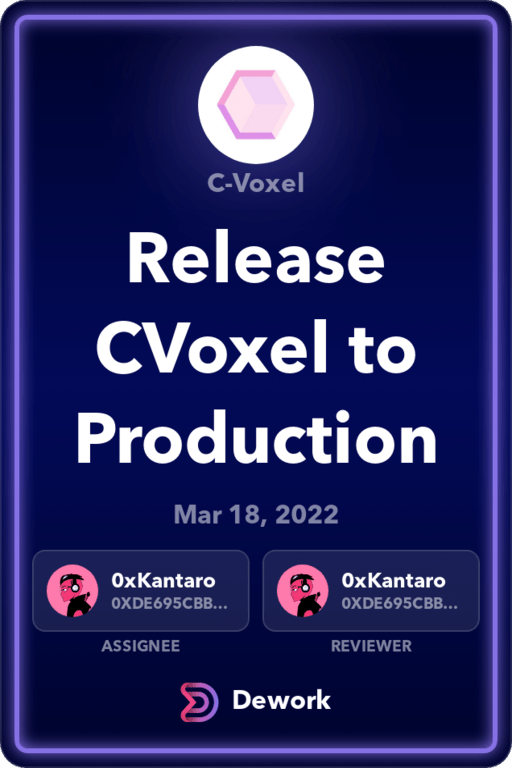 C-Voxel
Release
CVoxel to
Production
Mar 18, 2022
0xKantaro
0XDE695CBB...
ASSIGNEE
0xKantaro
0XDE695CBB...
REVIEWER
Dework